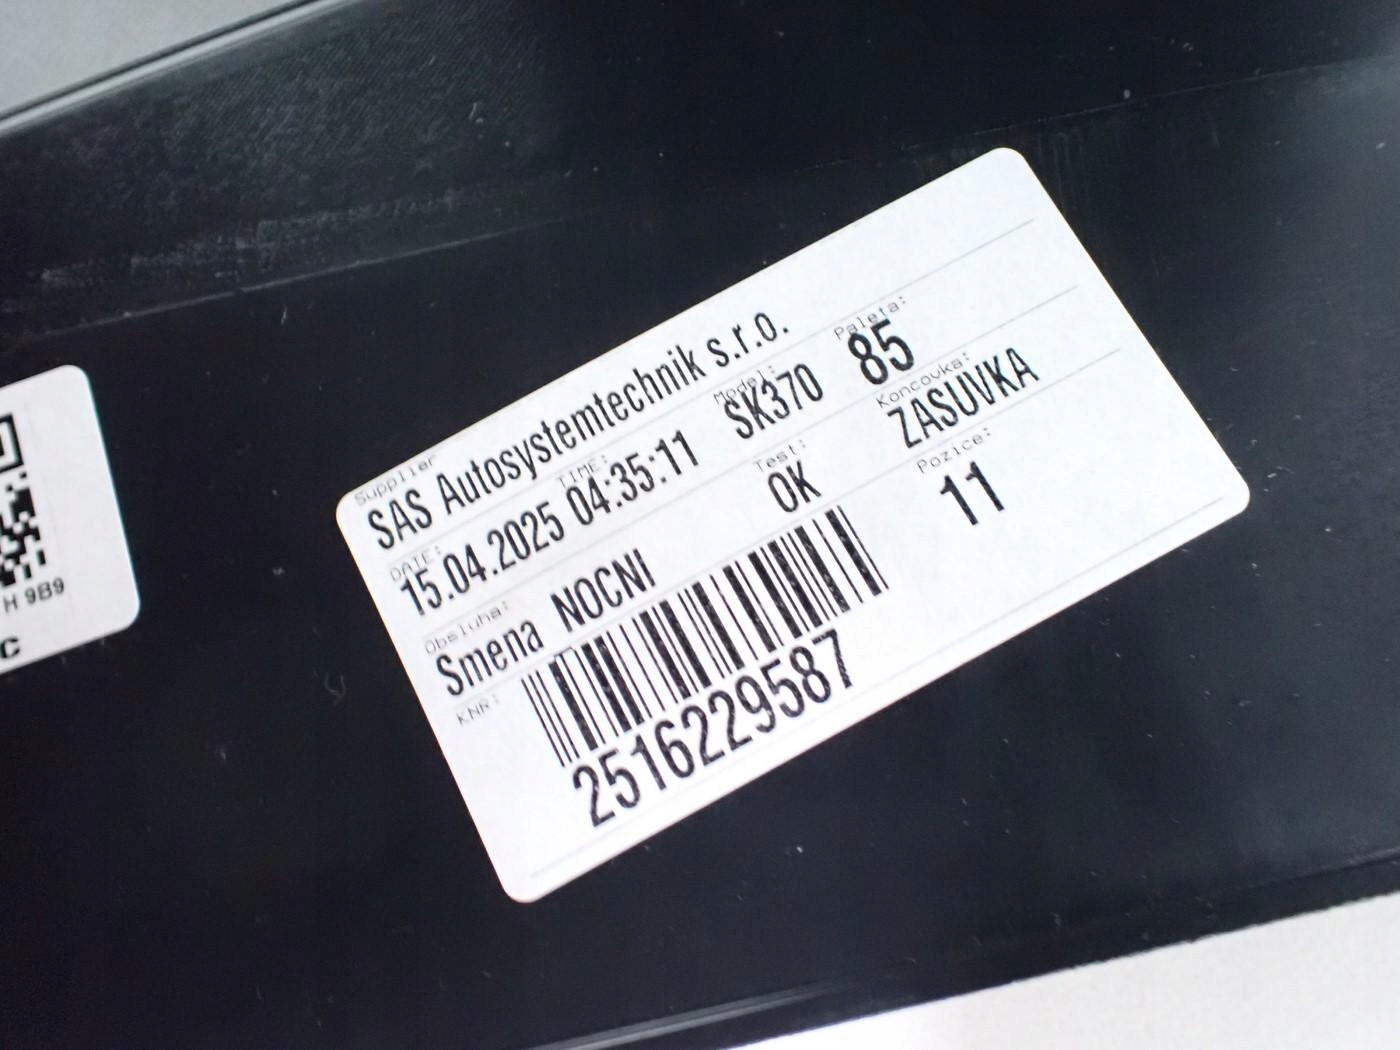 Supplier
SAS Autosystemtechnik s.r.o.
DATE: TIME: Model: Paleta:
15.04.2025 04:35:11 SK370 85
Obsluha: Test: Koncovka:
Smena NOCNI OK ZASUVKA
KNR: Pozice:
11
2516229587
H 9B9
C